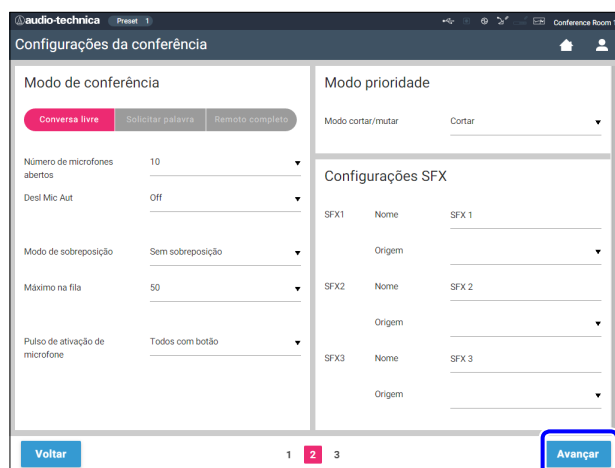 audio-technica Preset 1 Conference Room 1
Configurações da conferência
Modo de conferência
Conversa livre Solicitar palavra Remoto completo
Número de microfones abertos 10
Desl Mic Aut Off
Modo de sobreposição Sem sobreposição
Máximo na fila 50
Pulso de ativação de microfone Todos com botão
Modo prioridade
Modo cortar/mutar Cortar
Configurações SFX
SFX1 Nome SFX 1
Origem
SFX2 Nome SFX 2
Origem
SFX3 Nome SFX 3
Origem
Voltar 1 2 3 Avançar